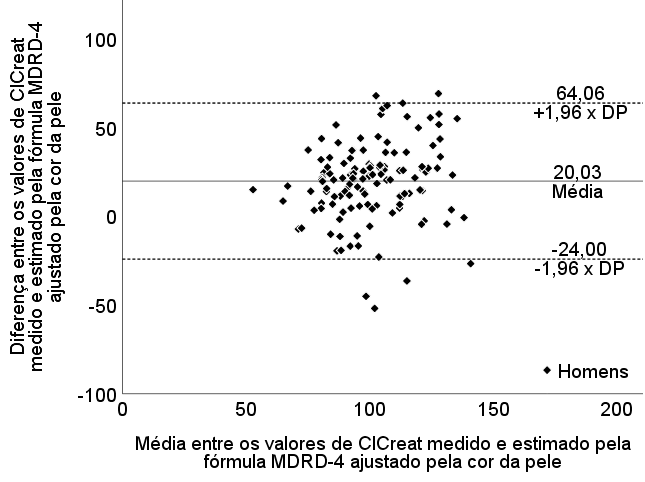 Diferença entre os valores de ClCreat
medido e estimado pela fórmula MDRD-4
ajustado pela cor da pele
100
50
0
-50
-100
64,06
+1,96 x DP
20,03
Média
-24,00
-1,96 x DP
Homens
0
50
100
150
200
Média entre os valores de ClCreat medido e estimado pela
fórmula MDRD-4 ajustado pela cor da pele